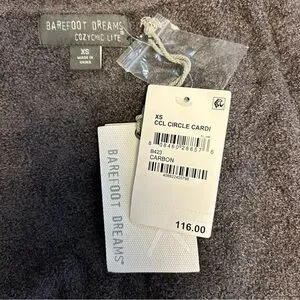 BAREFOOT DREAMS®
COZYCHIC LITE®
XS
MADE IN
CHINA
XS
CCL CIRCLE CARDI
B423
CARBON
116.00
BAREFOOT DREAMS®